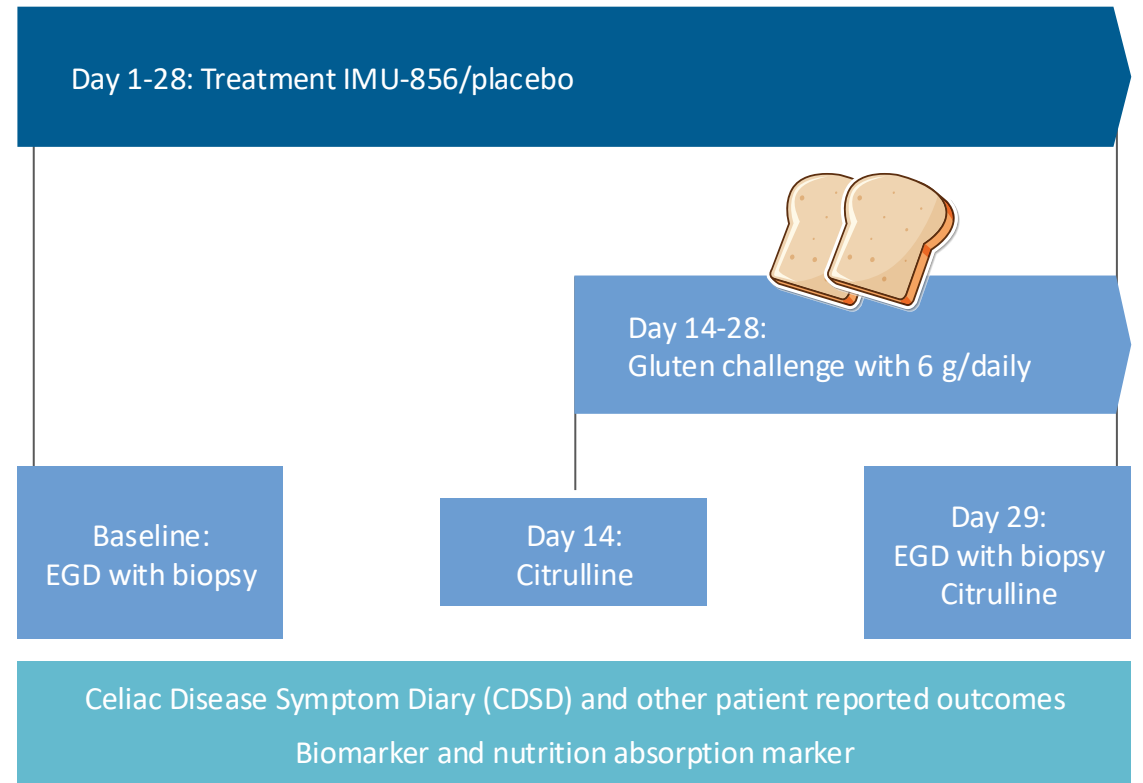 Day 1-28: Treatment IMU-856/placebo
Day 14-28:
Gluten challenge with 6 g/daily
Baseline:
EGD with biopsy
Day 14:
Citrulline
Day 29:
EGD with biopsy
Citrulline
Celiac Disease Symptom Diary (CDSD) and other patient reported outcomes
Biomarker and nutrition absorption marker